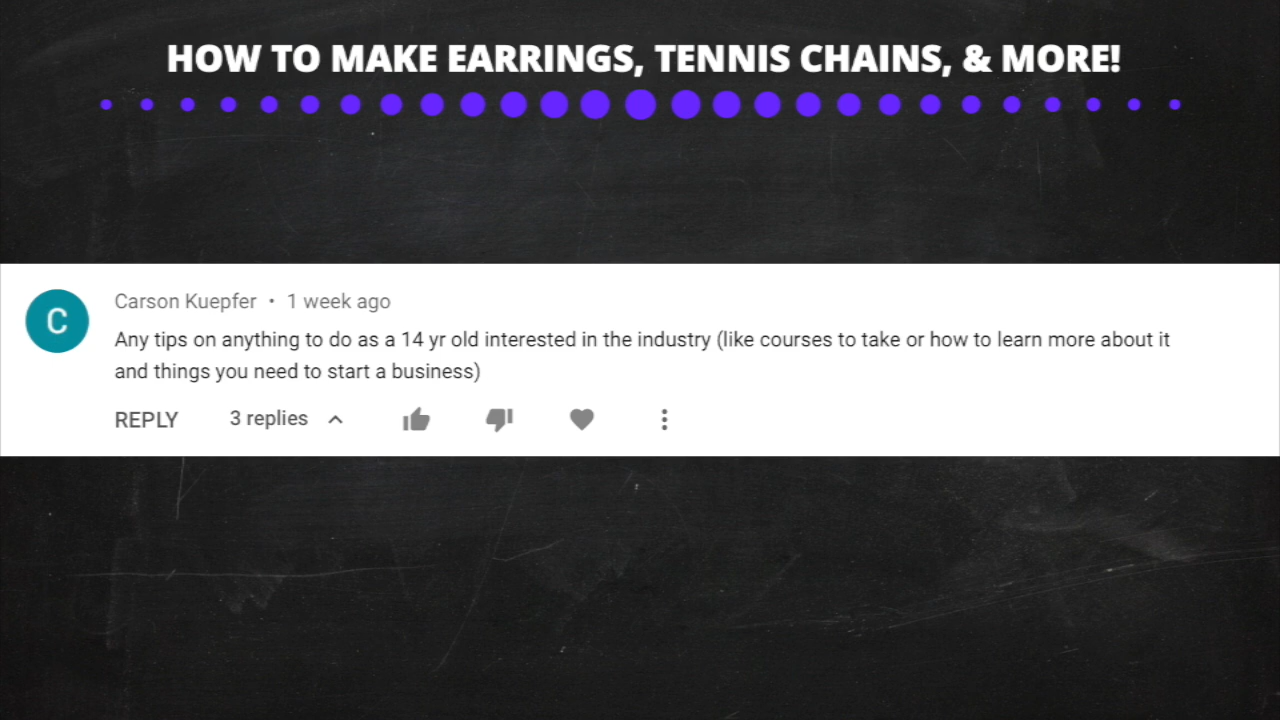 HOW TO MAKE EARRINGS, TENNIS CHAINS, & MORE!
C
Carson Kuepfer • 1 week ago
Any tips on anything to do as a 14 yr old interested in the industry (like courses to take or how to learn more about it
and things you need to start a business)
REPLY 3 replies